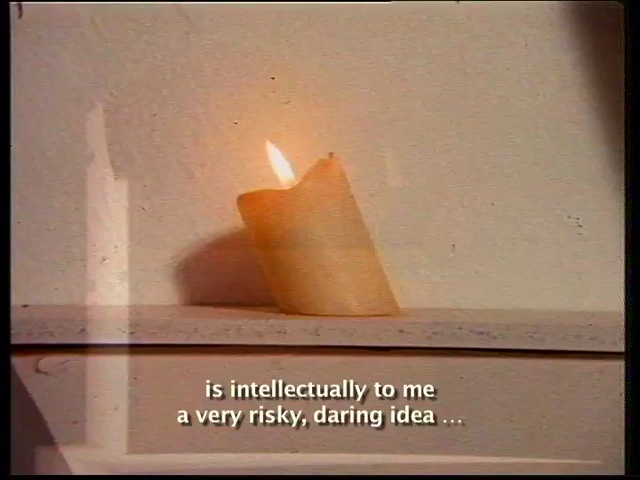 is intellectually to me
a very risky, daring idea ...